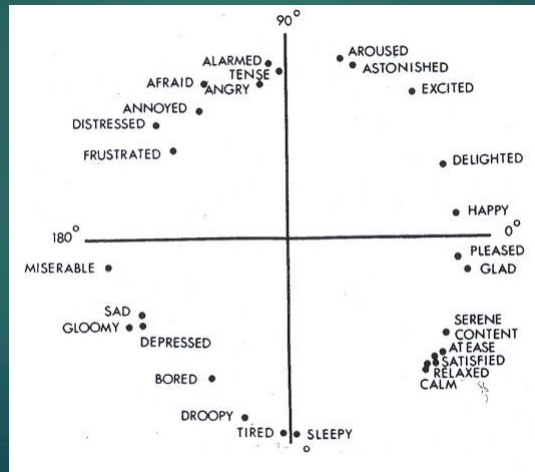 90°
AROUSED
ALARMED
ASTONISHED
TENSE
AFRAID
ANGRY
EXCITED
ANNOYED
DISTRESSED
FRUSTRATED
DELIGHTED
HAPPY
180°
0°
PLEASED
MISERABLE
GLAD
SAD
SERENE
GLOOMY
CONTENT
DEPRESSED
AT EASE
SATISFIED
RELAXED
BORED
CALM
DROOPY
TIRED
SLEEPY
°